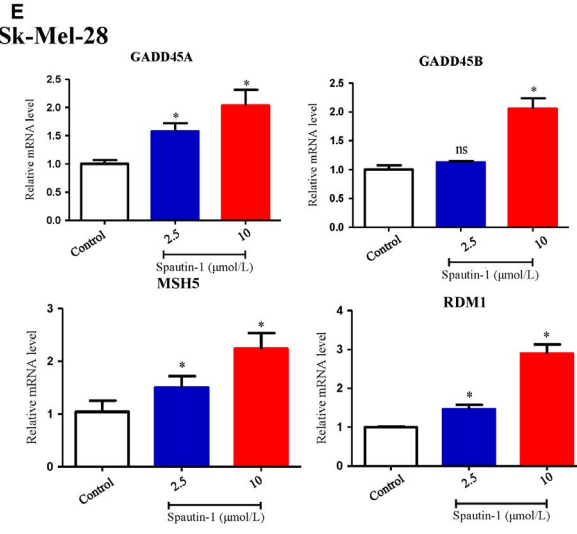 E
Sk-Mel-28
GADD45A
Relative mRNA level
2.5
2.0
1.5
1.0
0.5
0.0
*
*
Control
2.5
10
Spautin-1 (μmol/L)
GADD45B
Relative mRNA level
2.5
2.0
1.5
1.0
0.5
0.0
ns
*
Control
2.5
10
Spautin-1 (μmol/L)
MSH5
Relative mRNA level
3
2
1
0
*
*
Control
2.5
10
Spautin-1 (μmol/L)
RDM1
Relative mRNA level
4
3
2
1
0
*
*
Control
2.5
10
Spautin-1 (μmol/L)